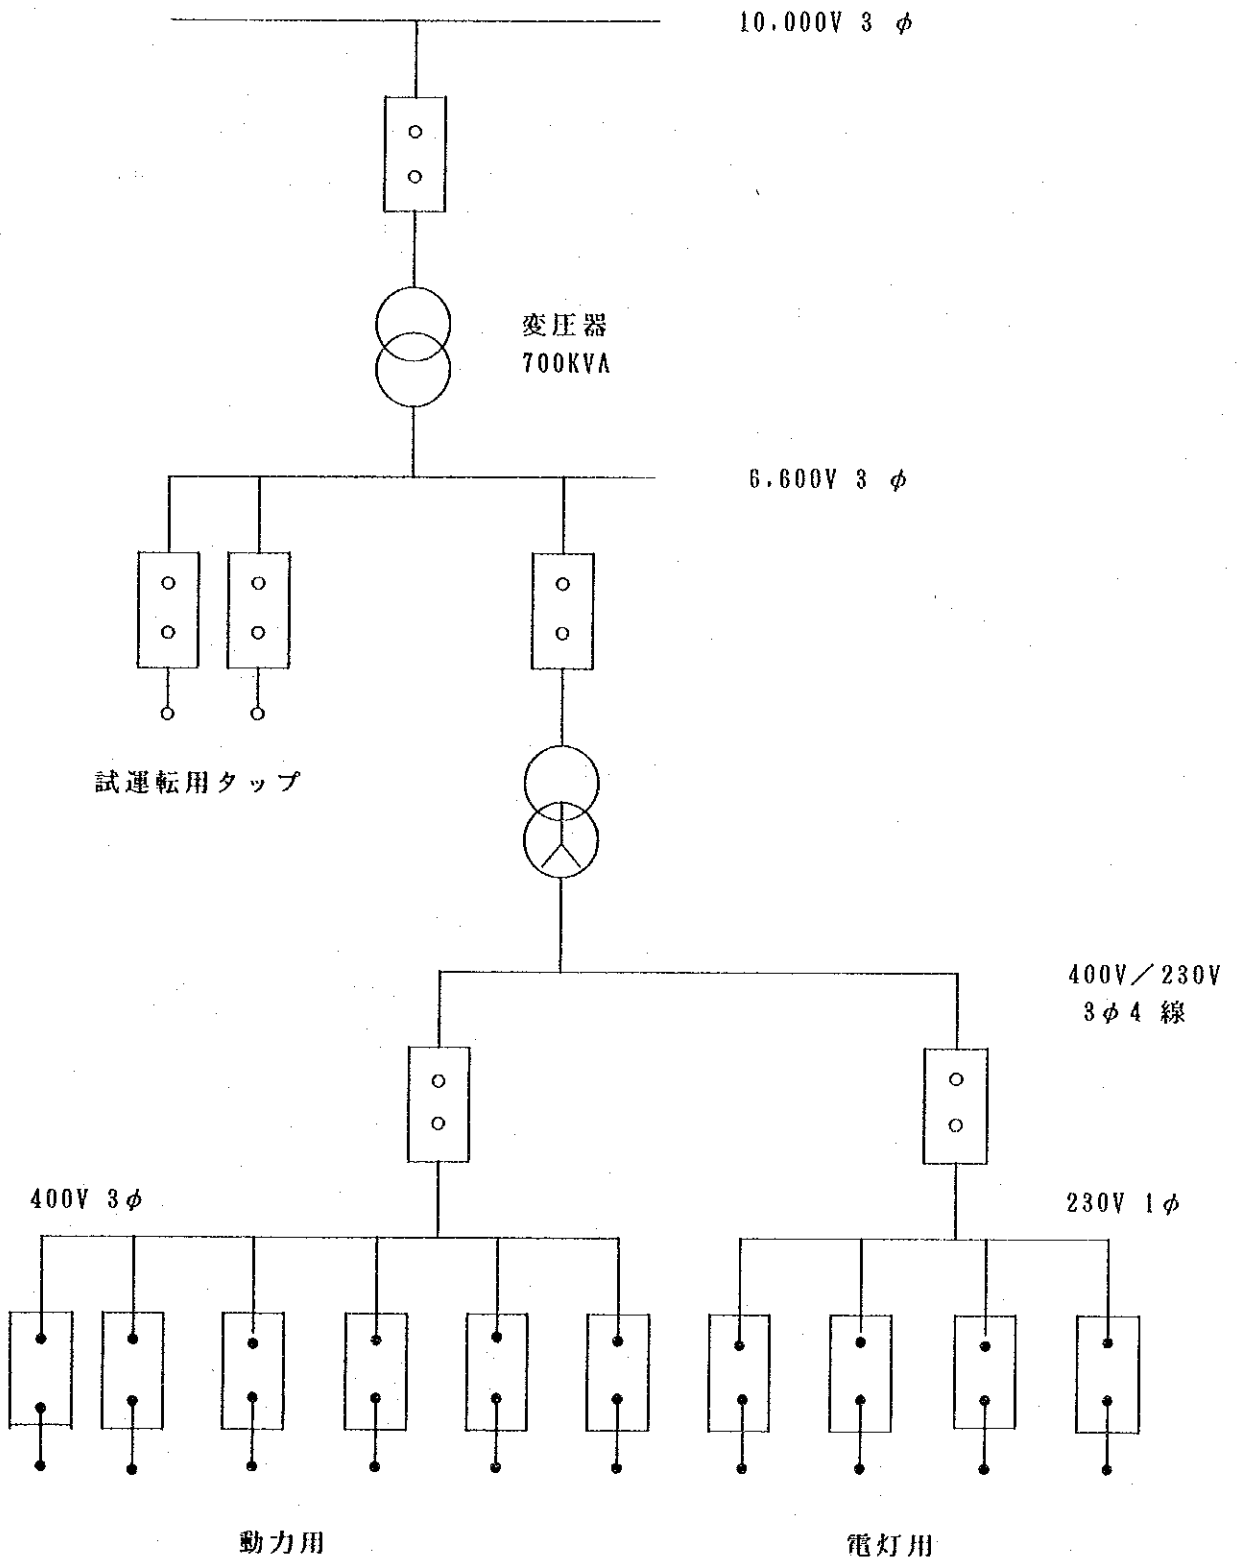 10,000V 3 φ
変圧器
700KVA
6,600V 3 φ
試運転用タップ
400V/230V
3φ4 線
400V 3φ
230V 1φ
動力用
電灯用